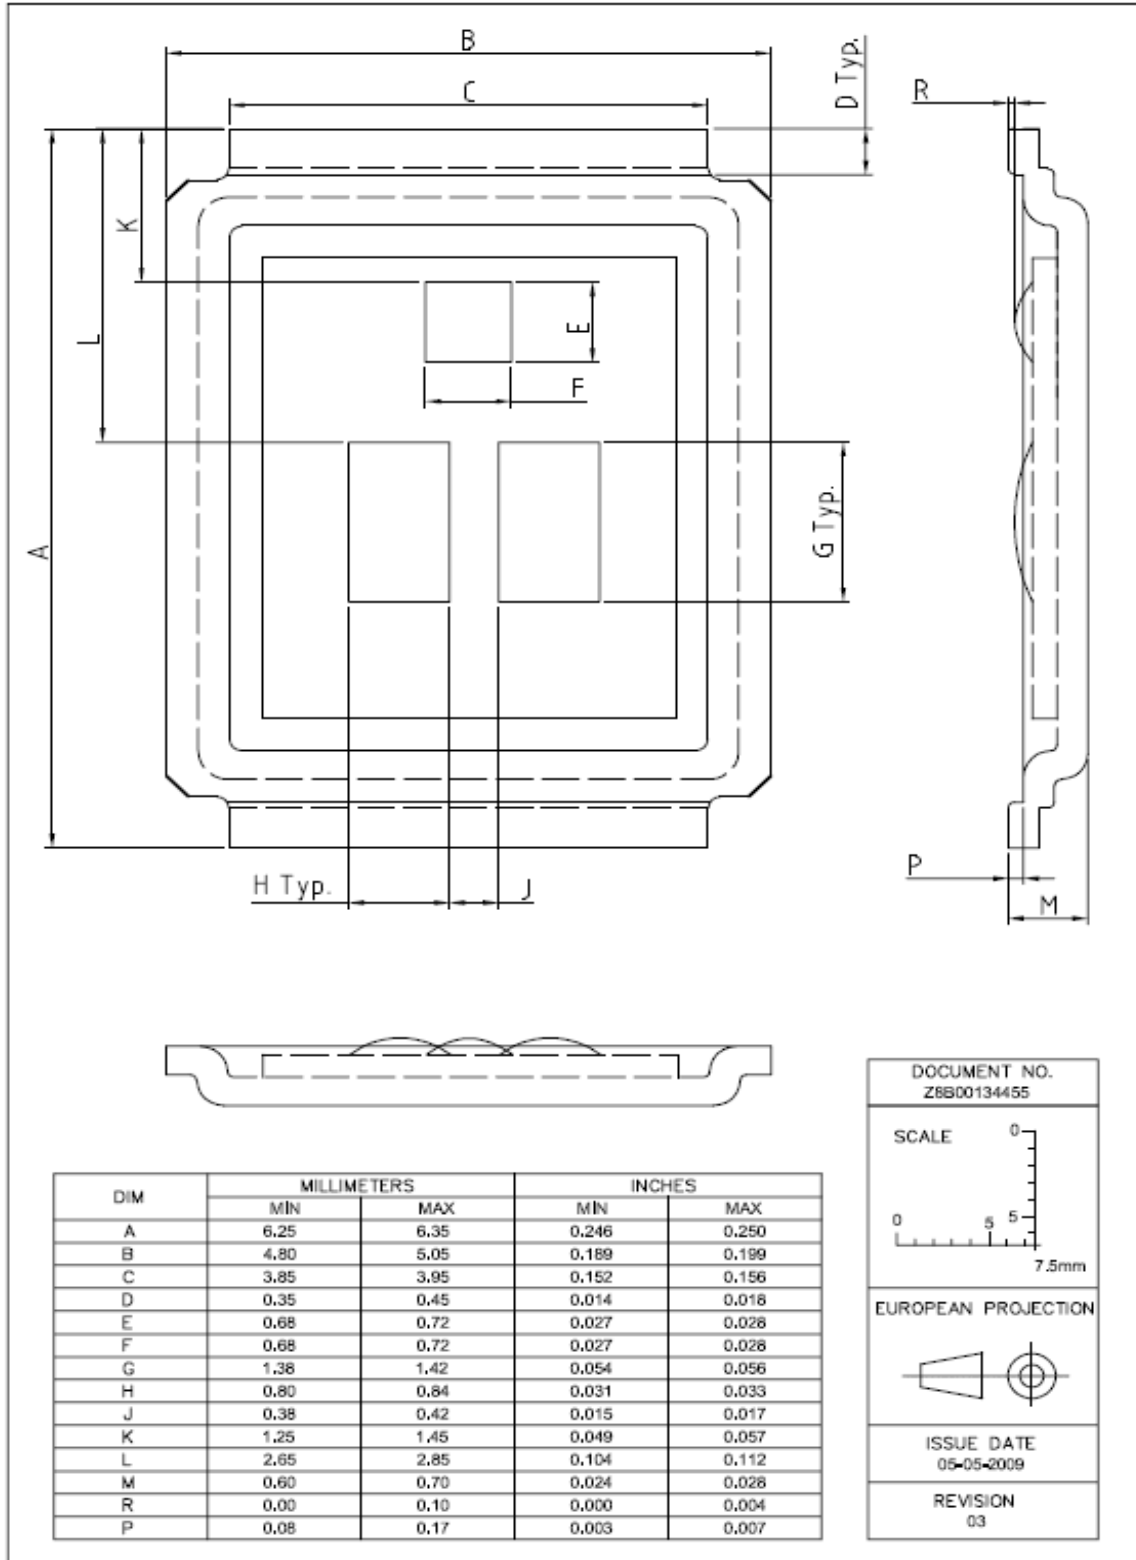 B
C
D Typ.
R
K
E
L
F
G Typ.
A
H Typ.
J
P
M
DIM MILLIMETERS INCHES
MIN MAX MIN MAX
A 6.25 6.35 0.246 0.250
B 4.80 5.05 0.189 0.199
C 3.85 3.95 0.152 0.156
D 0.35 0.45 0.014 0.018
E 0.68 0.72 0.027 0.028
F 0.68 0.72 0.027 0.028
G 1.38 1.42 0.054 0.056
H 0.80 0.84 0.031 0.033
J 0.38 0.42 0.015 0.017
K 1.25 1.45 0.049 0.057
L 2.65 2.85 0.104 0.112
M 0.60 0.70 0.024 0.028
R 0.00 0.10 0.000 0.004
P 0.08 0.17 0.003 0.007
DOCUMENT NO.
Z8B00134455
SCALE
0
0 5 5
7.5mm
EUROPEAN PROJECTION
ISSUE DATE
05-05-2009
REVISION
03